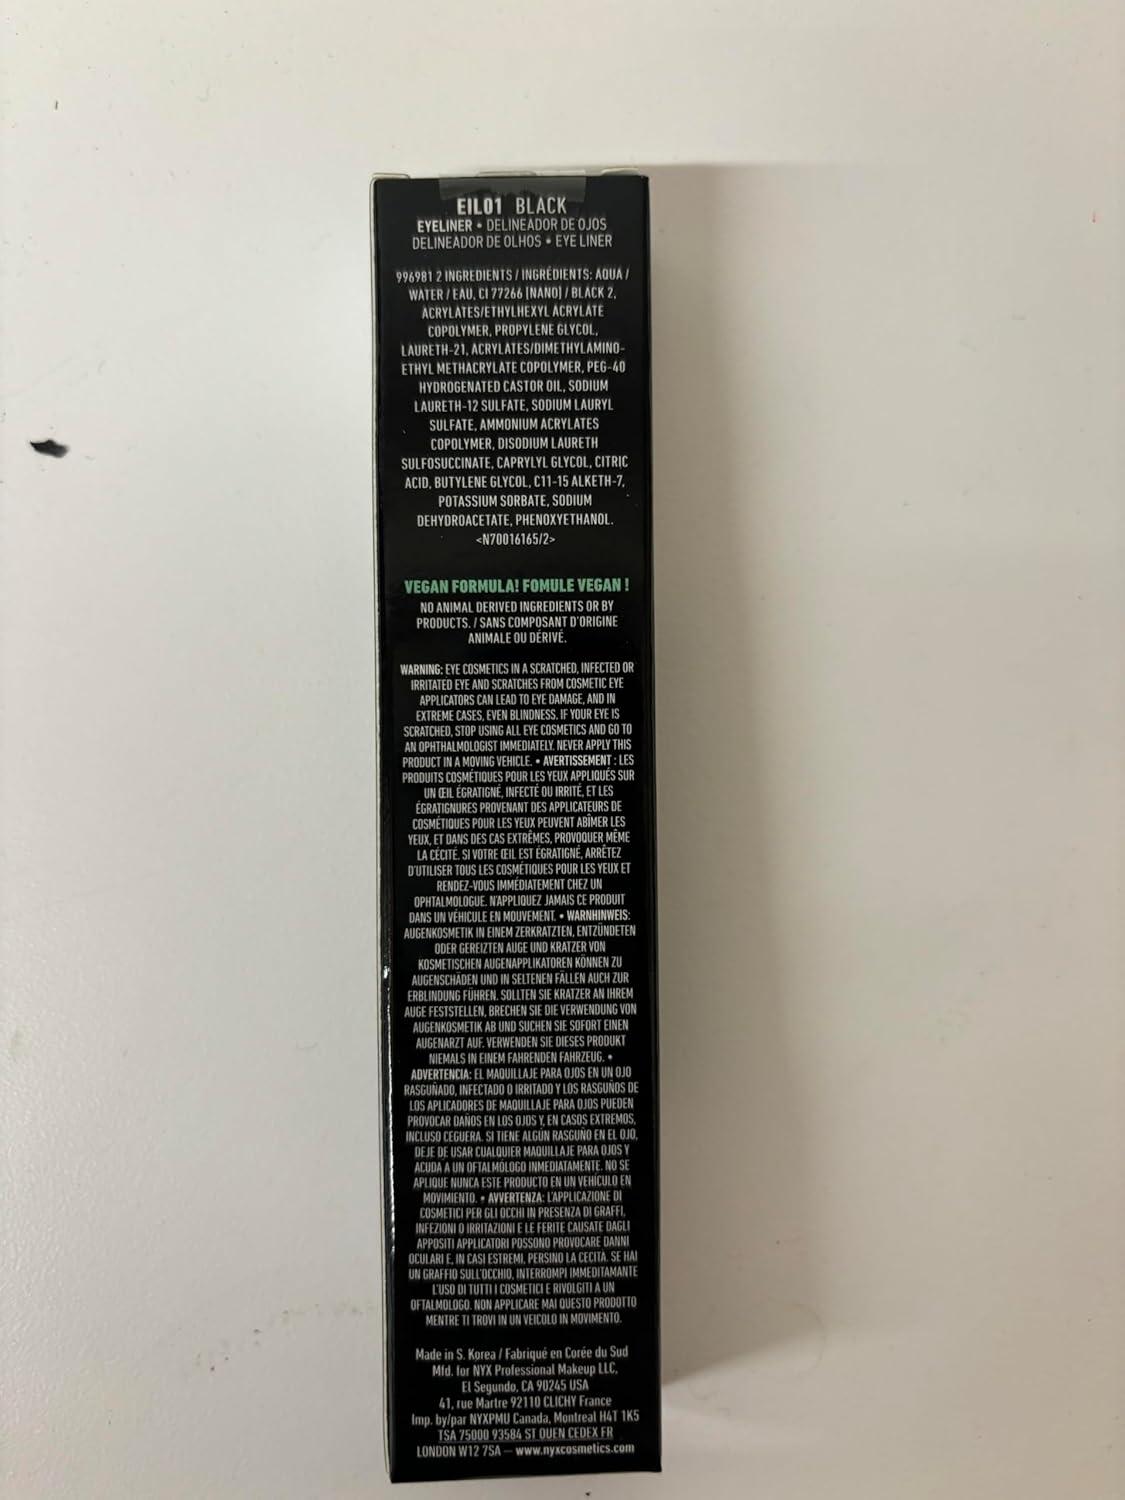 EIL01 BLACK
EYELINER • DELINEADOR DE OJOS
DELINEADOR DE OLHOS • EYE LINER
996981 2 INGREDIENTS / INGRÉDIENTS: AQUA /
WATER / EAU, CI 77266 [NANO] / BLACK 2,
ACRYLATES/ETHYLHEXYL ACRYLATE
COPOLYMER, PROPYLENE GLYCOL,
LAURETH-21, ACRYLATES/DIMETHYLAMINO-
ETHYL METHACRYLATE COPOLYMER, PEG-40
HYDROGENATED CASTOR OIL, SODIUM
LAURETH-12 SULFATE, SODIUM LAURYL
SULFATE, AMMONIUM ACRYLATES
COPOLYMER, DISODIUM LAURETH
SULFOSUCCINATE, CAPRYLYL GLYCOL, CITRIC
ACID, BUTYLENE GLYCOL, C11-15 ALKETH-7,
POTASSIUM SORBATE, SODIUM
DEHYDROACETATE, PHENOXYETHANOL.
<N70016165/2>
VEGAN FORMULA! FOMULE VEGAN !
NO ANIMAL DERIVED INGREDIENTS OR BY
PRODUCTS. / SANS COMPOSANT D'ORIGINE
ANIMALE OU DÉRIVÉ.
WARNING: EYE COSMETICS IN A SCRATCHED, INFECTED OR
IRRITATED EYE AND SCRATCHES FROM COSMETIC EYE
APPLICATORS CAN LEAD TO EYE DAMAGE, AND IN
EXTREME CASES, EVEN BLINDNESS. IF YOUR EYE IS
SCRATCHED, STOP USING ALL EYE COSMETICS AND GO TO
AN OPHTHALMOLOGIST IMMEDIATELY. NEVER APPLY THIS
PRODUCT IN A MOVING VEHICLE. • AVERTISSEMENT : LES
PRODUITS COSMÉTIQUES POUR LES YEUX APPLIQUÉS SUR
UN ŒIL ÉGRATIGNÉ, INFECTÉ OU IRRITÉ, ET LES
ÉGRATIGNURES PROVENANT DES APPLICATEURS DE
COSMÉTIQUES POUR LES YEUX PEUVENT ABÎMER LES
YEUX, ET DANS DES CAS EXTRÊMES, PROVOQUER MÊME
LA CÉCITÉ. SI VOTRE ŒIL EST ÉGRATIGNÉ, ARRÊTEZ
D'UTILISER TOUS LES COSMÉTIQUES POUR LES YEUX ET
RENDEZ-VOUS IMMÉDIATEMENT CHEZ UN
OPHTALMOLOGUE. N'APPLIQUEZ JAMAIS CE PRODUIT
DANS UN VÉHICULE EN MOUVEMENT. • WARNHINWEIS:
AUGENKOSMETIK IN EINEM ZERKRATZTEN, ENTZÜNDETEN
ODER GEREIZTEN AUGE UND KRATZER VON
KOSMETISCHEN AUGENAPPLIKATOREN KÖNNEN ZU
AUGENSCHÄDEN UND IN SELTENEN FÄLLEN AUCH ZUR
ERBLINDUNG FÜHREN. SOLLTEN SIE KRATZER AN IHREM
AUGE FESTSTELLEN, BRECHEN SIE DIE VERWENDUNG VON
AUGENKOSMETIK AB UND SUCHEN SIE SOFORT EINEN
AUGENARZT AUF. VERWENDEN SIE DIESES PRODUKT
NIEMALS IN EINEM FAHRENDEN FAHRZEUG. •
ADVERTENCIA: EL MAQUILLAJE PARA OJOS EN UN OJO
RASGUÑADO, INFECTADO O IRRITADO Y LOS RASGUÑOS DE
LOS APLICADORES DE MAQUILLAJE PARA OJOS PUEDEN
PROVOCAR DAÑOS EN LOS OJOS Y, EN CASOS EXTREMOS,
INCLUSO CEGUERA. SI TIENE ALGÚN RASGUÑO EN EL OJO,
DEJE DE USAR CUALQUIER MAQUILLAJE PARA OJOS Y
ACUDA A UN OFTALMÓLOGO INMEDIATAMENTE. NO SE
APLIQUE NUNCA ESTE PRODUCTO EN UN VEHÍCULO EN
MOVIMIENTO. • AVVERTENZA: L'APPLICAZIONE DI
COSMETICI PER GLI OCCHI IN PRESENZA DI GRAFFI,
INFEZIONI O IRRITAZIONI E LE FERITE CAUSATE DAGLI
APPOSITI APPLICATORI POSSONO PROVOCARE DANNI
OCULARI E, IN CASI ESTREMI, PERSINO LA CECITÀ. SE HAI
UN GRAFFIO SULL'OCCHIO, INTERROMPI IMMEDITAMANTE
L'USO DI TUTTI I COSMETICI E RIVOLGITI A UN
OFTALMOLOGO. NON APPLICARE MAI QUESTO PRODOTTO
MENTRE TI TROVI IN UN VEICOLO IN MOVIMENTO.
Made in S. Korea / Fabriqué en Corée du Sud
Mfd. for NYX Professional Makeup LLC,
El Segundo, CA 90245 USA
41, rue Martre 92110 CLICHY France
Imp. by/par NYXPMU Canada, Montreal H4T 1K5
TSA 75000 93584 ST OUEN CEDEX FR
LONDON W12 7SA – www.nyxcosmetics.com